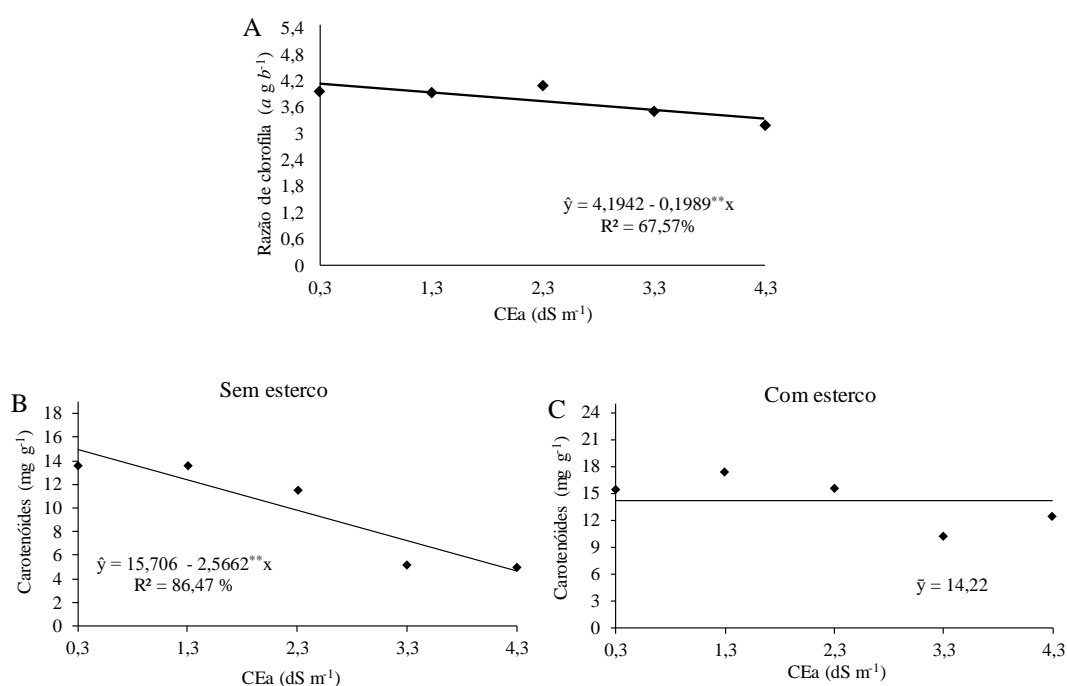 A
Razão de clorofila (a g b⁻¹)
5,4
4,8
4,2
3,6
3
2,4
1,8
1,2
0,6
0
ŷ = 4,1942 - 0,1989**x
R² = 67,57%
0,3 1,3 2,3 3,3 4,3
CEa (dS m⁻¹)
B
Sem esterco
Carotenóides (mg g⁻¹)
18
16
14
12
10
8
6
4
2
0
ŷ = 15,706 - 2,5662**x
R² = 86,47 %
0,3 1,3 2,3 3,3 4,3
CEa (dS m⁻¹)
C
Com esterco
Carotenóides (mg g⁻¹)
24
21
18
15
12
9
6
3
0
ȳ = 14,22
0,3 1,3 2,3 3,3 4,3
CEa (dS m⁻¹)